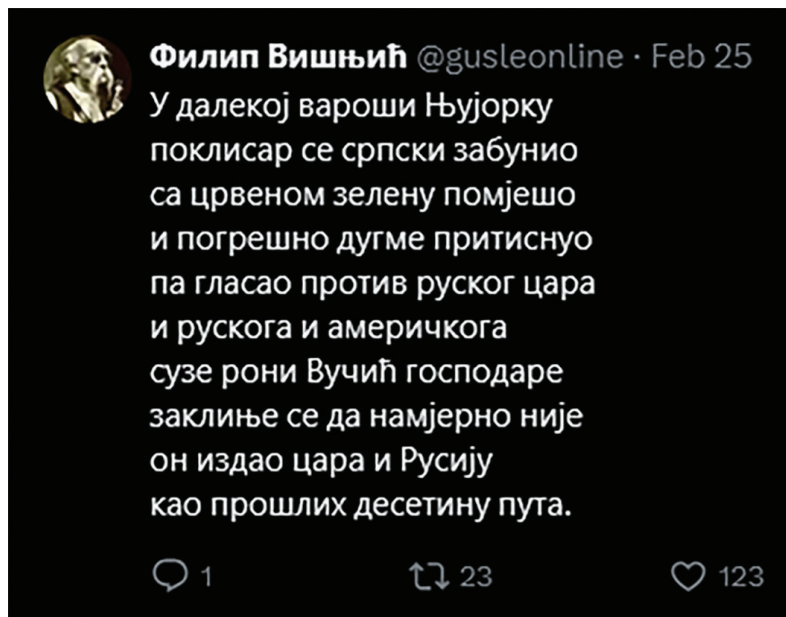 Филип Вишњић @gusleonline · Feb 25
У далекој вароши Њујорку
поклисар се српски забунио
са црвеном зелену помјешо
и погрешно дугме притиснуо
па гласао против руског цара
и рускога и америчкога
сузе рони Вучић господаре
заклиње се да намјерно није
он издао цара и Русију
као прошлих десетину пута.
1 23 123